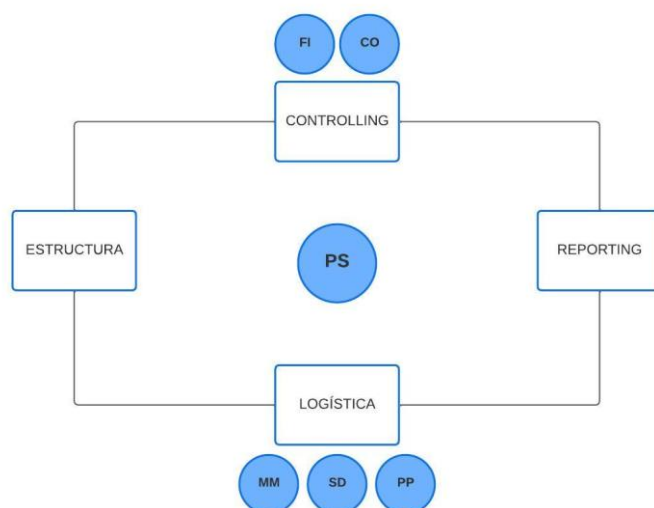 FI
CO
CONTROLLING
ESTRUCTURA
PS
REPORTING
LOGÍSTICA
MM
SD
PP